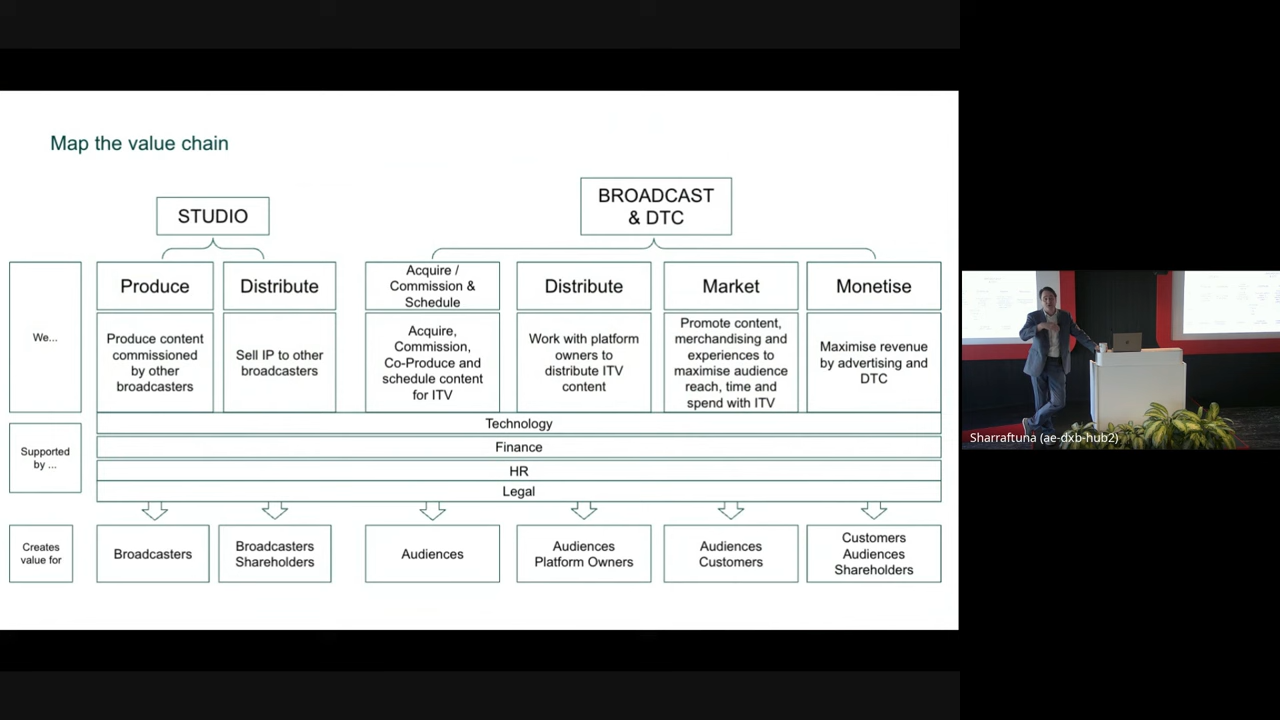 Map the value chain
STUDIO
BROADCAST
& DTC
We...
Produce
Distribute
Acquire /
Commission &
Schedule
Distribute
Market
Monetise
Produce content
commissioned
by other
broadcasters
Sell IP to other
broadcasters
Acquire,
Commission,
Co-Produce and
schedule content
for ITV
Work with platform
owners to
distribute ITV
content
Promote content,
merchandising and
experiences to
maximise audience
reach, time and
spend with ITV
Maximise revenue
by advertising and
DTC
Supported
by ...
Technology
Finance
HR
Legal
Creates
value for
Broadcasters
Broadcasters
Shareholders
Audiences
Audiences
Platform Owners
Audiences
Customers
Customers
Audiences
Shareholders
Sharraftuna (ae-dxb-hub2)